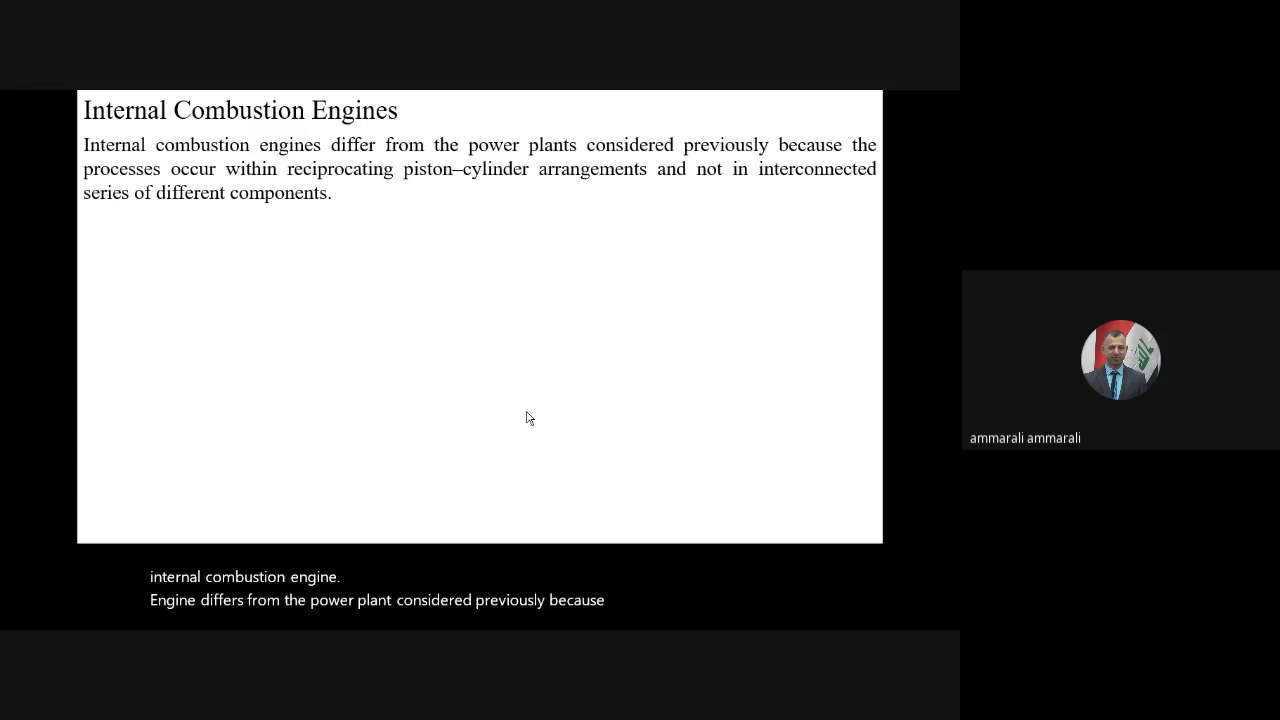 Internal Combustion Engines
Internal combustion engines differ from the power plants considered previously because the
processes occur within reciprocating piston–cylinder arrangements and not in interconnected
series of different components.
ammarali ammarali
internal combustion engine.
Engine differs from the power plant considered previously because